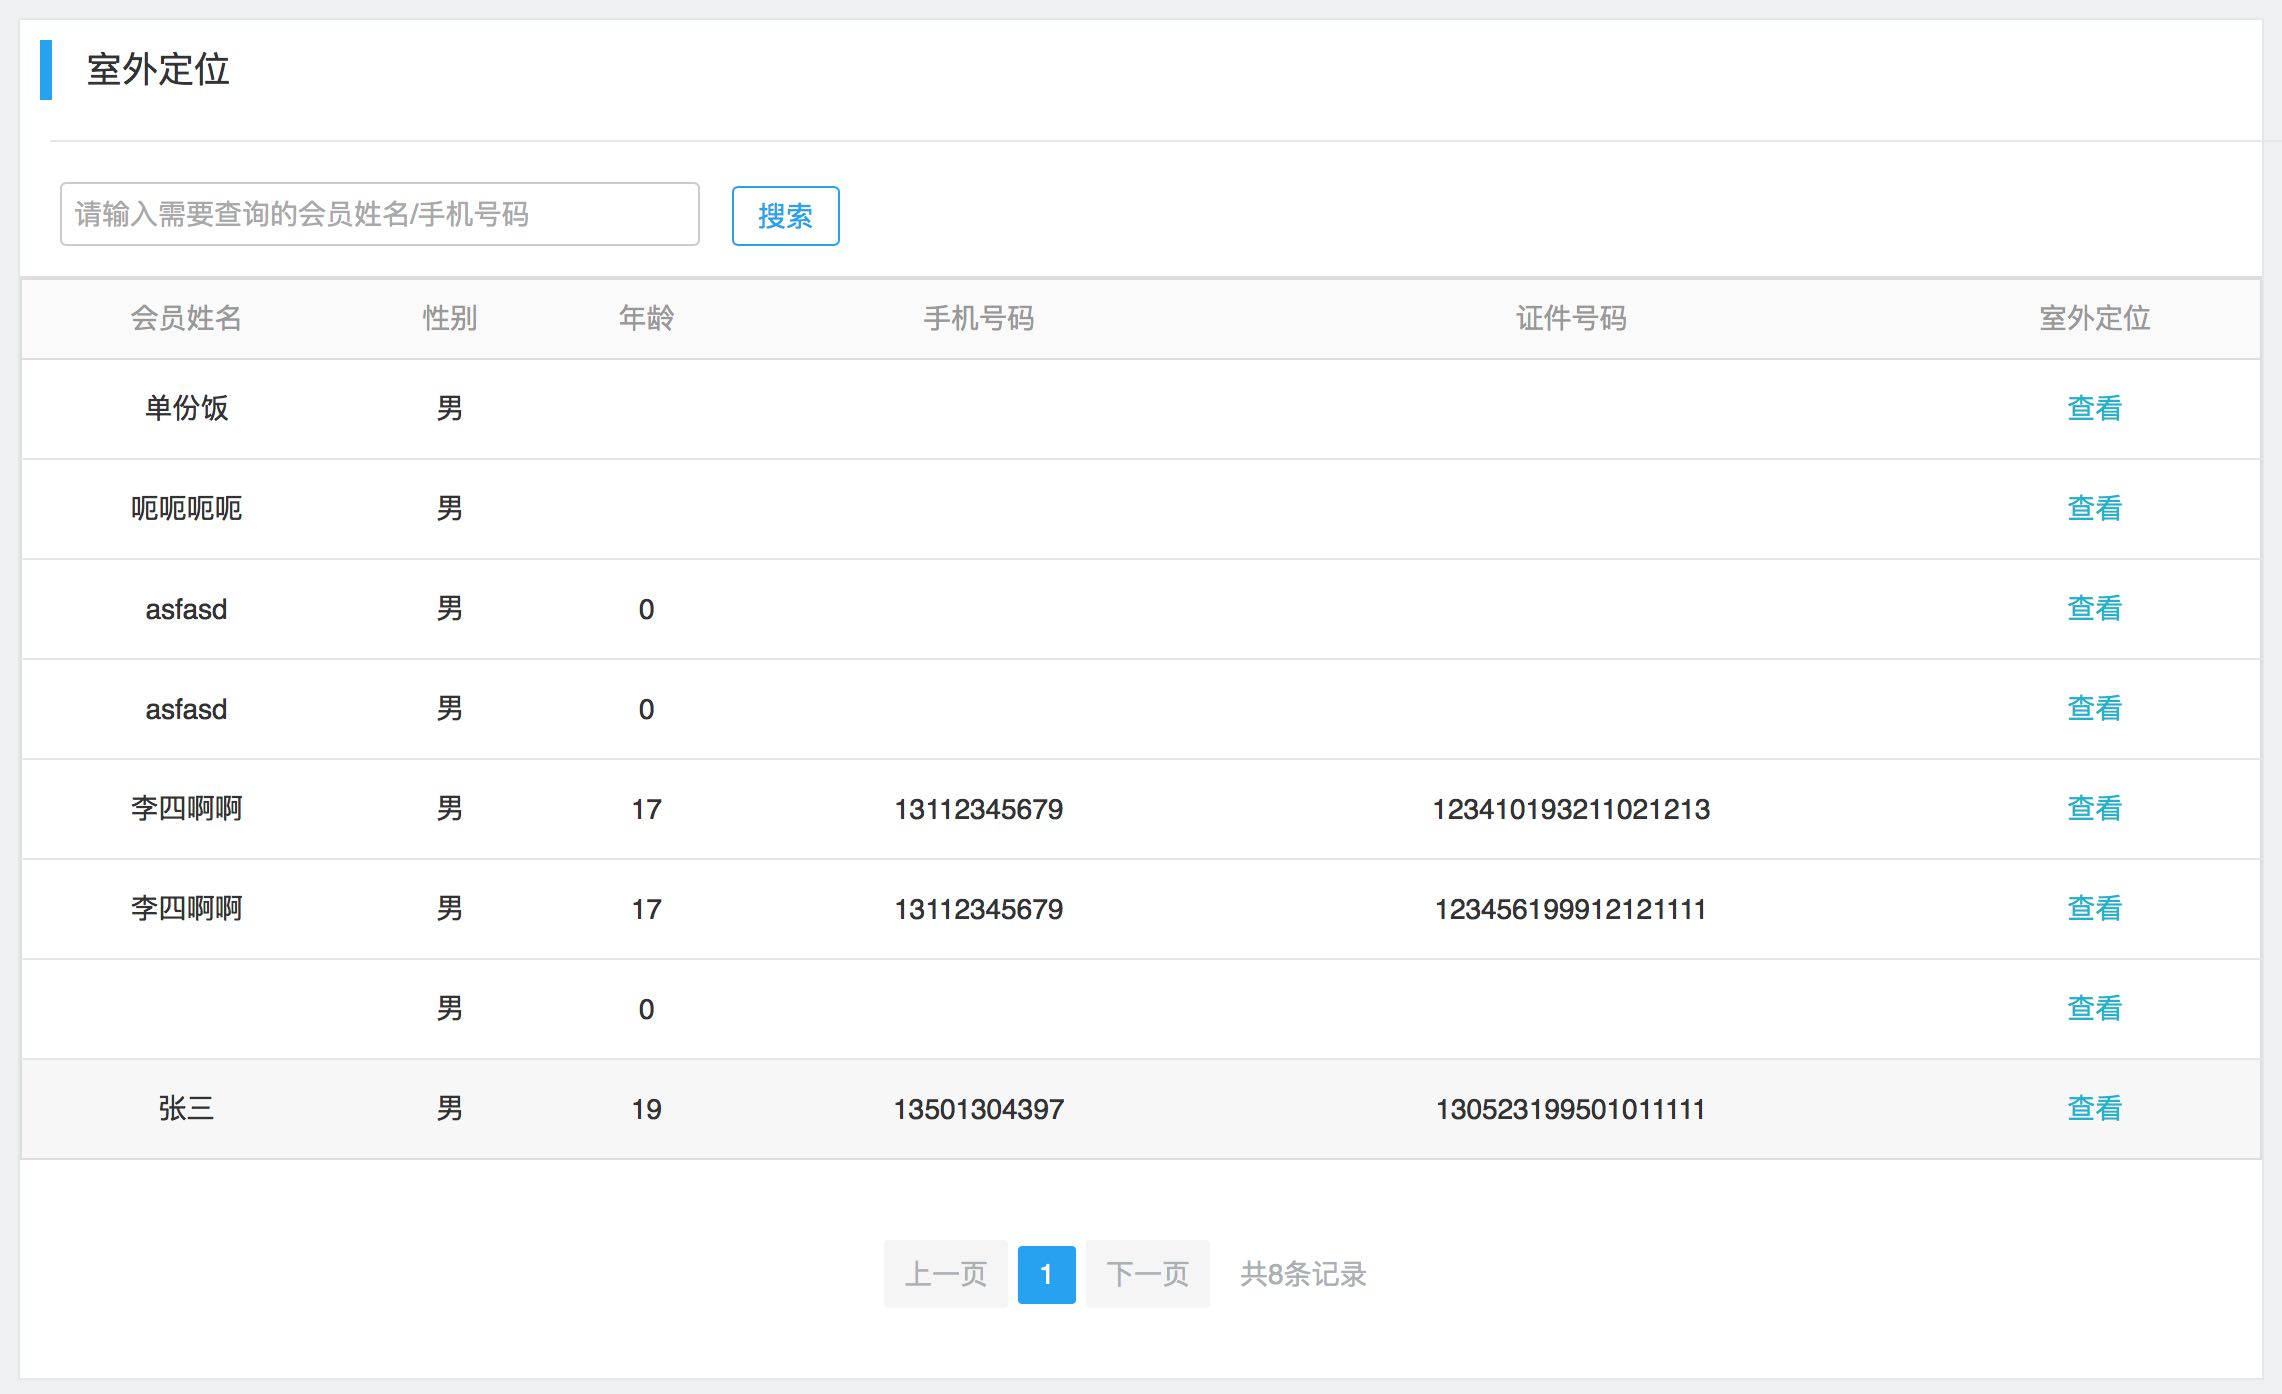 室外定位
请输入需要查询的会员姓名/手机号码 搜索
会员姓名 性别 年龄 手机号码 证件号码 室外定位
单份饭 男 查看
呃呃呃呃 男 查看
asfasd 男 0 查看
asfasd 男 0 查看
李四啊啊 男 17 13112345679 123410193211021213 查看
李四啊啊 男 17 13112345679 123456199912121111 查看
男 0 查看
张三 男 19 13501304397 130523199501011111 查看
上一页 1 下一页 共8条记录